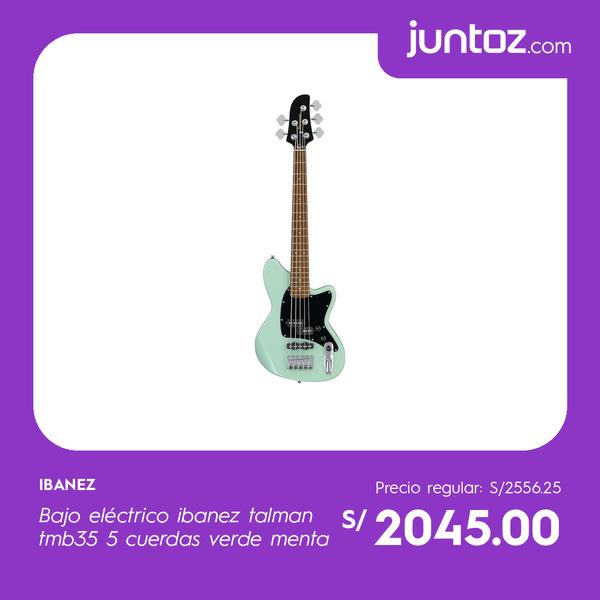 juntoz.com
IBANEZ
Bajo eléctrico ibanez talman
tmb35 5 cuerdas verde menta
Precio regular: S/2556.25
S/ 2045.00